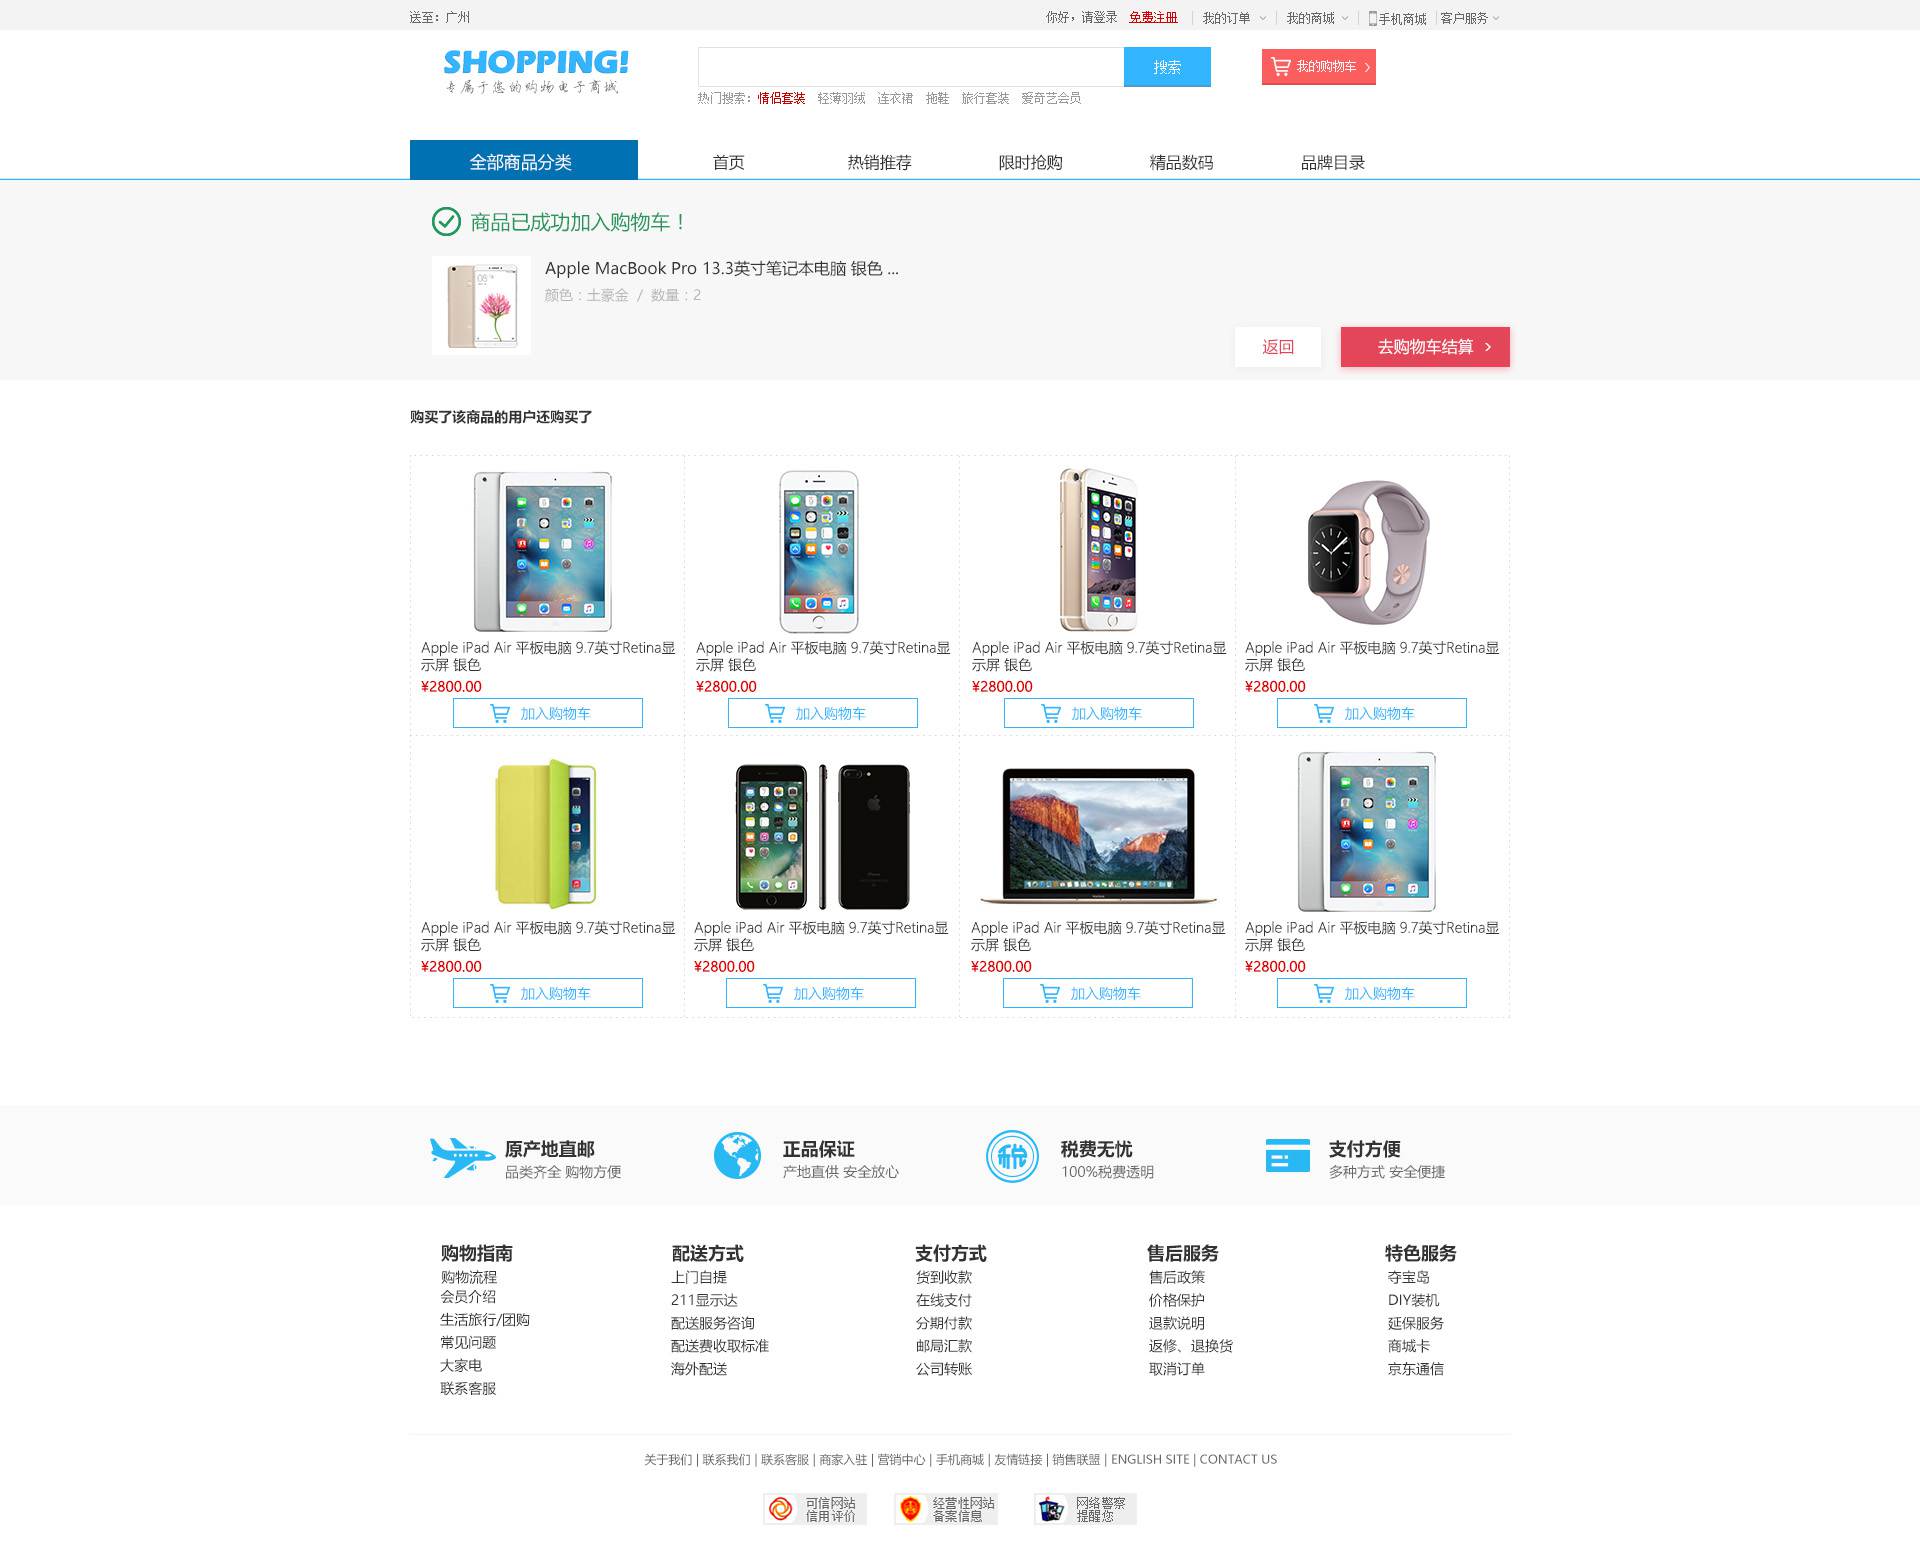 送至：广州
你好，请登录 免费注册 我的订单 我的商城 手机商城 客户服务
SHOPPING!
专属于您的购物电子商城
搜索
我的购物车
热门搜索：情侣套装 轻薄羽绒 连衣裙 拖鞋 旅行套装 爱奇艺会员
全部商品分类 首页 热销推荐 限时抢购 精品数码 品牌目录
商品已成功加入购物车！
Apple MacBook Pro 13.3英寸笔记本电脑 银色 ...
颜色：土豪金 / 数量：2
返回 去购物车结算
购买了该商品的用户还购买了
Apple iPad Air 平板电脑 9.7英寸Retina显
示屏 银色
¥2800.00
加入购物车
Apple iPad Air 平板电脑 9.7英寸Retina显
示屏 银色
¥2800.00
加入购物车
Apple iPad Air 平板电脑 9.7英寸Retina显
示屏 银色
¥2800.00
加入购物车
Apple iPad Air 平板电脑 9.7英寸Retina显
示屏 银色
¥2800.00
加入购物车
Apple iPad Air 平板电脑 9.7英寸Retina显
示屏 银色
¥2800.00
加入购物车
Apple iPad Air 平板电脑 9.7英寸Retina显
示屏 银色
¥2800.00
加入购物车
Apple iPad Air 平板电脑 9.7英寸Retina显
示屏 银色
¥2800.00
加入购物车
Apple iPad Air 平板电脑 9.7英寸Retina显
示屏 银色
¥2800.00
加入购物车
原产地直邮
品类齐全 购物方便
正品保证
产地直供 安全放心
税
税费无忧
100%税费透明
支付方便
多种方式 安全便捷
购物指南
购物流程
会员介绍
生活旅行/团购
常见问题
大家电
联系客服
配送方式
上门自提
211显示达
配送服务咨询
配送费收取标准
海外配送
支付方式
货到收款
在线支付
分期付款
邮局汇款
公司转账
售后服务
售后政策
价格保护
退款说明
返修、退换货
取消订单
特色服务
夺宝岛
DIY装机
延保服务
商城卡
京东通信
关于我们 | 联系我们 | 联系客服 | 商家入驻 | 营销中心 | 手机商城 | 友情链接 | 销售联盟 | ENGLISH SITE | CONTACT US
可信网站
信用评价
经营性网站
备案信息
网络警察
提醒您